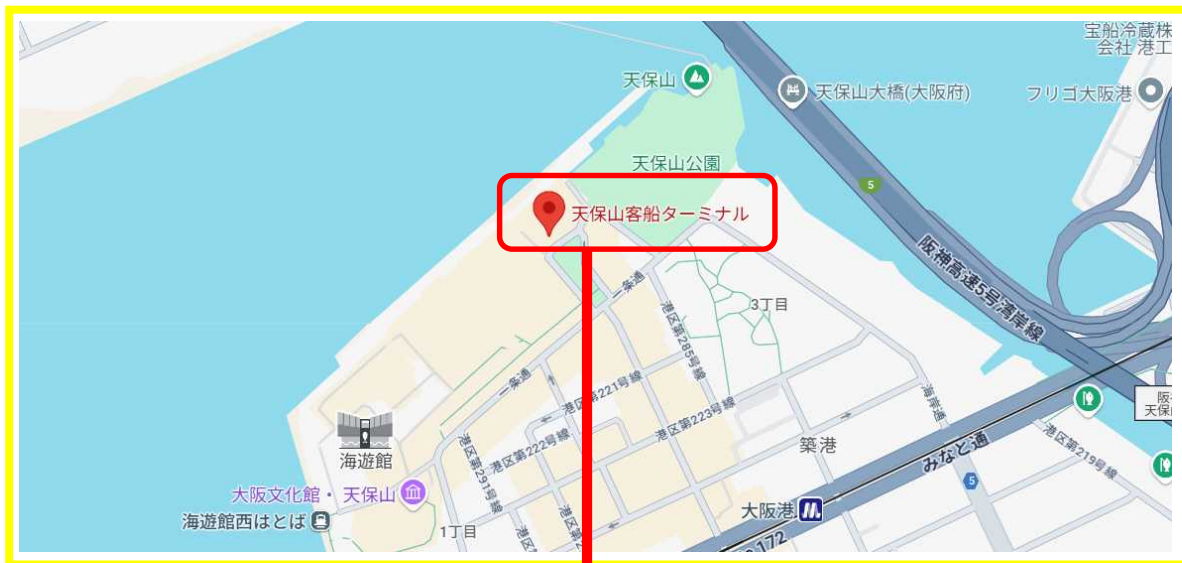 宝船冷蔵株
会社 港工
天保山
天保山大橋(大阪府)
フリゴ大阪港
天保山公園
5
天保山客船ターミナル
阪神高速5号湾岸線
一条通
3丁目
港区第285号線
一条通
港区第221号線
海岸通
港区第223号線
天保
海遊館
港区第222号線
築港
みなと通
港区第219号線
港区第291号線
大阪文化館・天保山
5
大阪港
海遊館西はとば
1丁目
172